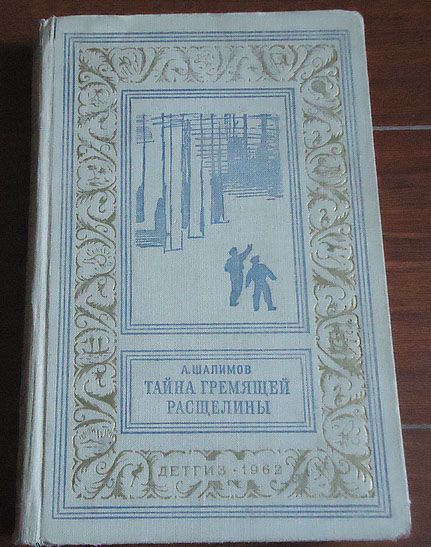 А. ШАЛИМОВ
ТАЙНА ГРЕМЯЩЕЙ
РАСЩЕЛИНЫ
ДЕТГИЗ • 1962